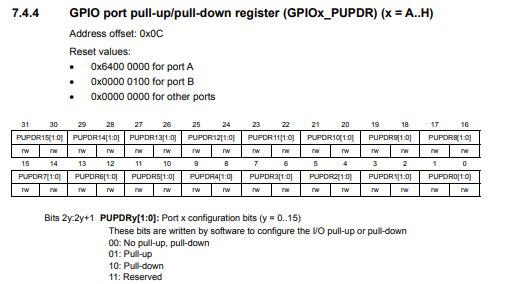 7.4.4 GPIO port pull-up/pull-down register (GPIOx_PUPDR) (x = A..H)
Address offset: 0x0C
Reset values:
• 0x6400 0000 for port A
• 0x0000 0100 for port B
• 0x0000 0000 for other ports
31 30 29 28 27 26 25 24 23 22 21 20 19 18 17 16
PUPDR15[1:0] PUPDR14[1:0] PUPDR13[1:0] PUPDR12[1:0] PUPDR11[1:0] PUPDR10[1:0] PUPDR9[1:0] PUPDR8[1:0]
rw rw rw rw rw rw rw rw rw rw rw rw rw rw rw rw
15 14 13 12 11 10 9 8 7 6 5 4 3 2 1 0
PUPDR7[1:0] PUPDR6[1:0] PUPDR5[1:0] PUPDR4[1:0] PUPDR3[1:0] PUPDR2[1:0] PUPDR1[1:0] PUPDR0[1:0]
rw rw rw rw rw rw rw rw rw rw rw rw rw rw rw rw
Bits 2y:2y+1 PUPDRy[1:0]: Port x configuration bits (y = 0..15)
These bits are written by software to configure the I/O pull-up or pull-down
00: No pull-up, pull-down
01: Pull-up
10: Pull-down
11: Reserved